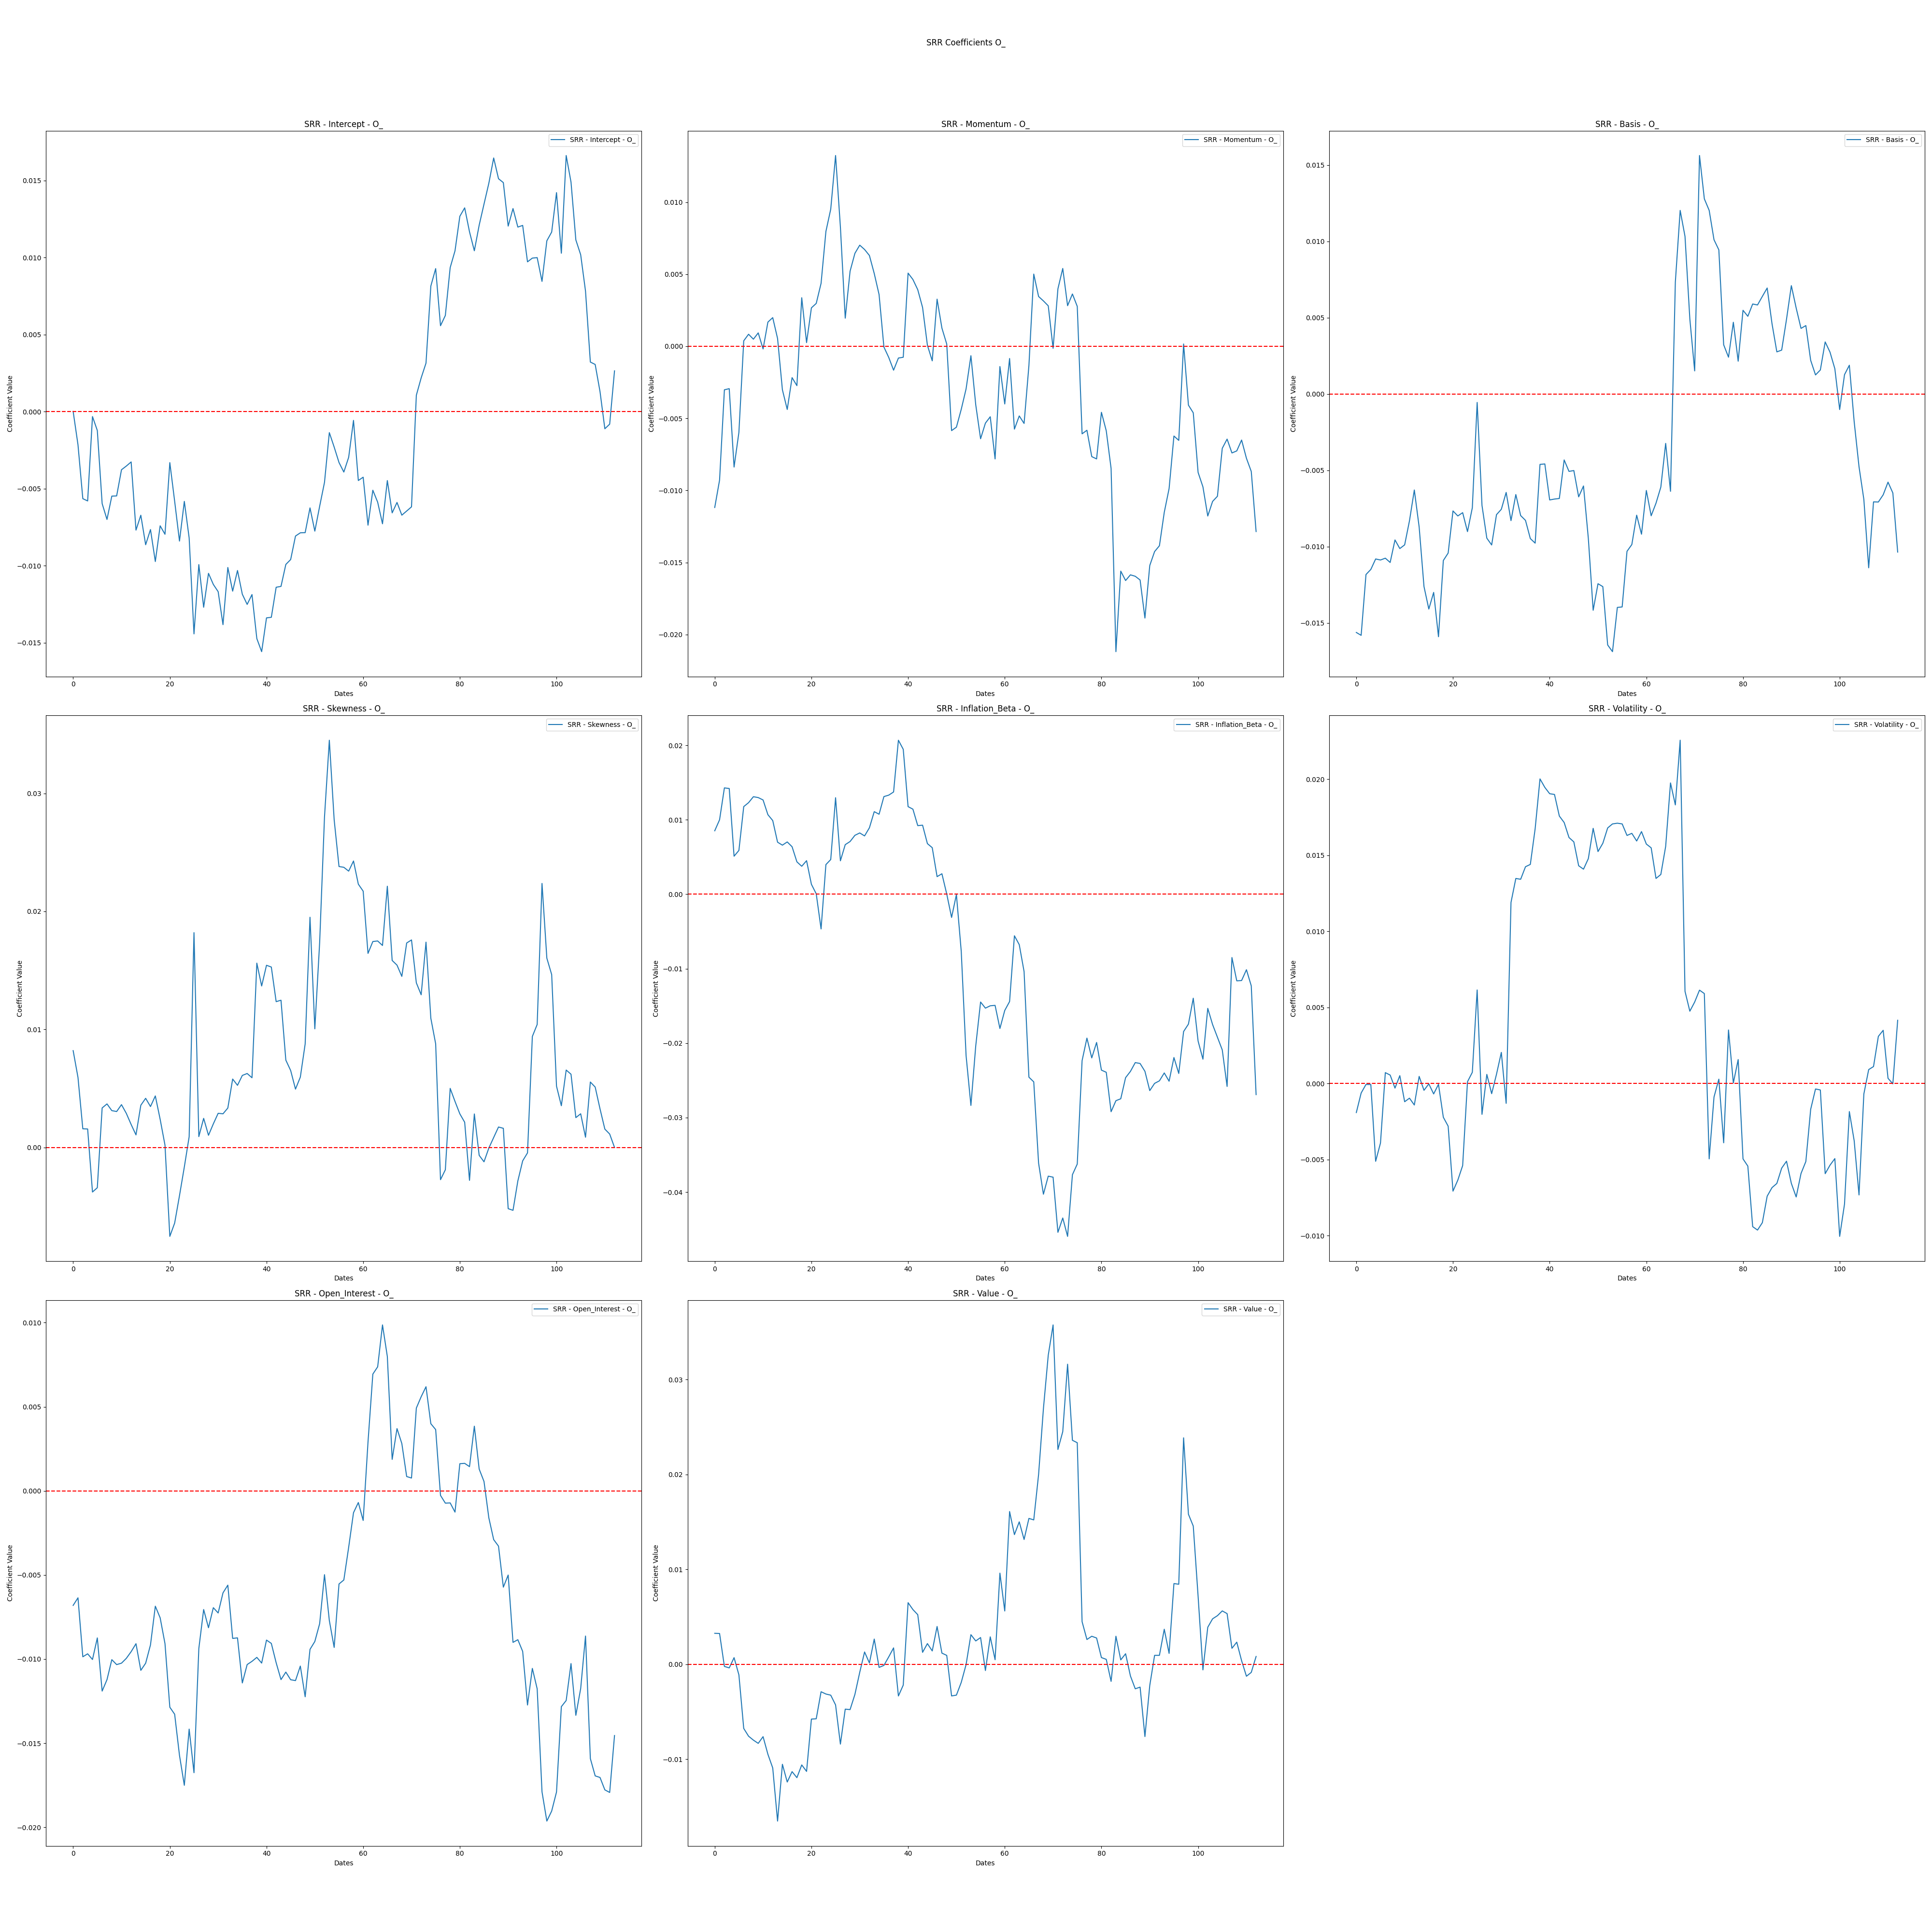 SRR Coefficients O_
SRR - Intercept - O_
SRR - Intercept - O_
0.015
0.010
0.005
0.000
−0.005
−0.010
−0.015
Coefficient Value
0 20 40 60 80 100
Dates
SRR - Momentum - O_
SRR - Momentum - O_
0.010
0.005
0.000
−0.005
−0.010
−0.015
−0.020
Coefficient Value
0 20 40 60 80 100
Dates
SRR - Basis - O_
SRR - Basis - O_
0.015
0.010
0.005
0.000
−0.005
−0.010
−0.015
Coefficient Value
0 20 40 60 80 100
Dates
SRR - Skewness - O_
SRR - Skewness - O_
0.03
0.02
0.01
0.00
Coefficient Value
0 20 40 60 80 100
Dates
SRR - Inflation_Beta - O_
SRR - Inflation_Beta - O_
0.02
0.01
0.00
−0.01
−0.02
−0.03
−0.04
Coefficient Value
0 20 40 60 80 100
Dates
SRR - Volatility - O_
SRR - Volatility - O_
0.020
0.015
0.010
0.005
0.000
−0.005
−0.010
Coefficient Value
0 20 40 60 80 100
Dates
SRR - Open_Interest - O_
SRR - Open_Interest - O_
0.010
0.005
0.000
−0.005
−0.010
−0.015
−0.020
Coefficient Value
0 20 40 60 80 100
Dates
SRR - Value - O_
SRR - Value - O_
0.03
0.02
0.01
0.00
−0.01
Coefficient Value
0 20 40 60 80 100
Dates